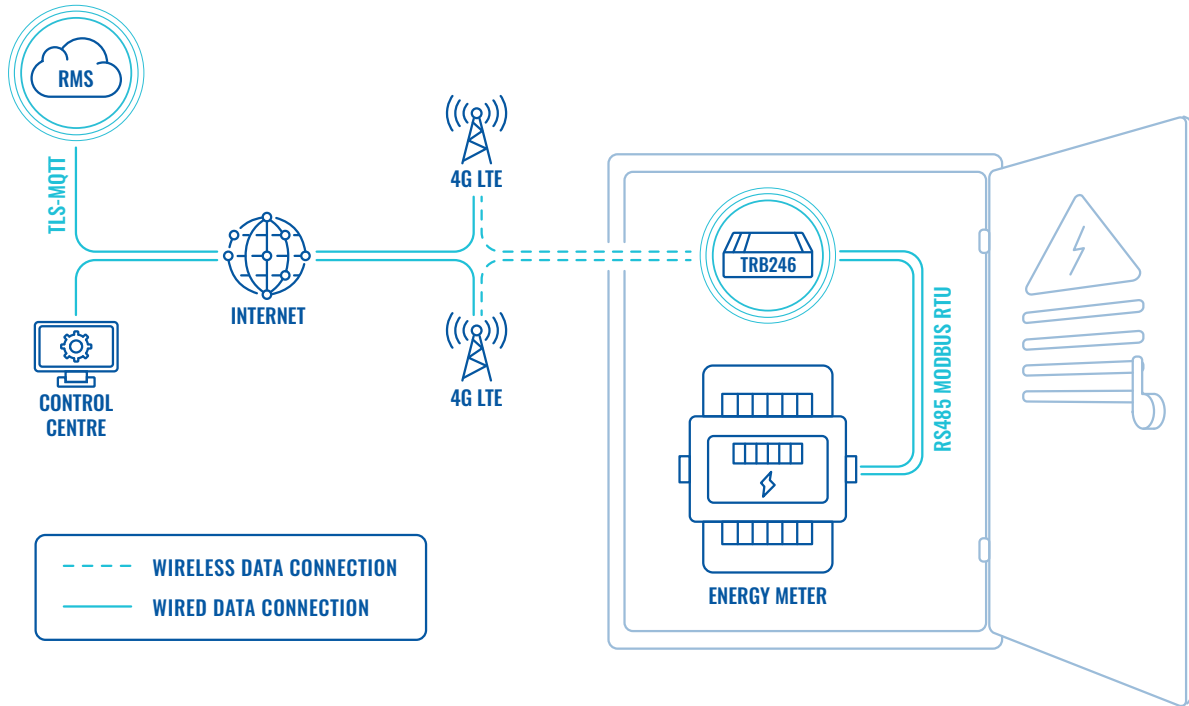 RMS
TLS-MQTT
4G LTE
INTERNET
CONTROL
CENTRE
4G LTE
TRB246
RS485 MODBUS RTU
ENERGY METER
WIRELESS DATA CONNECTION
WIRED DATA CONNECTION